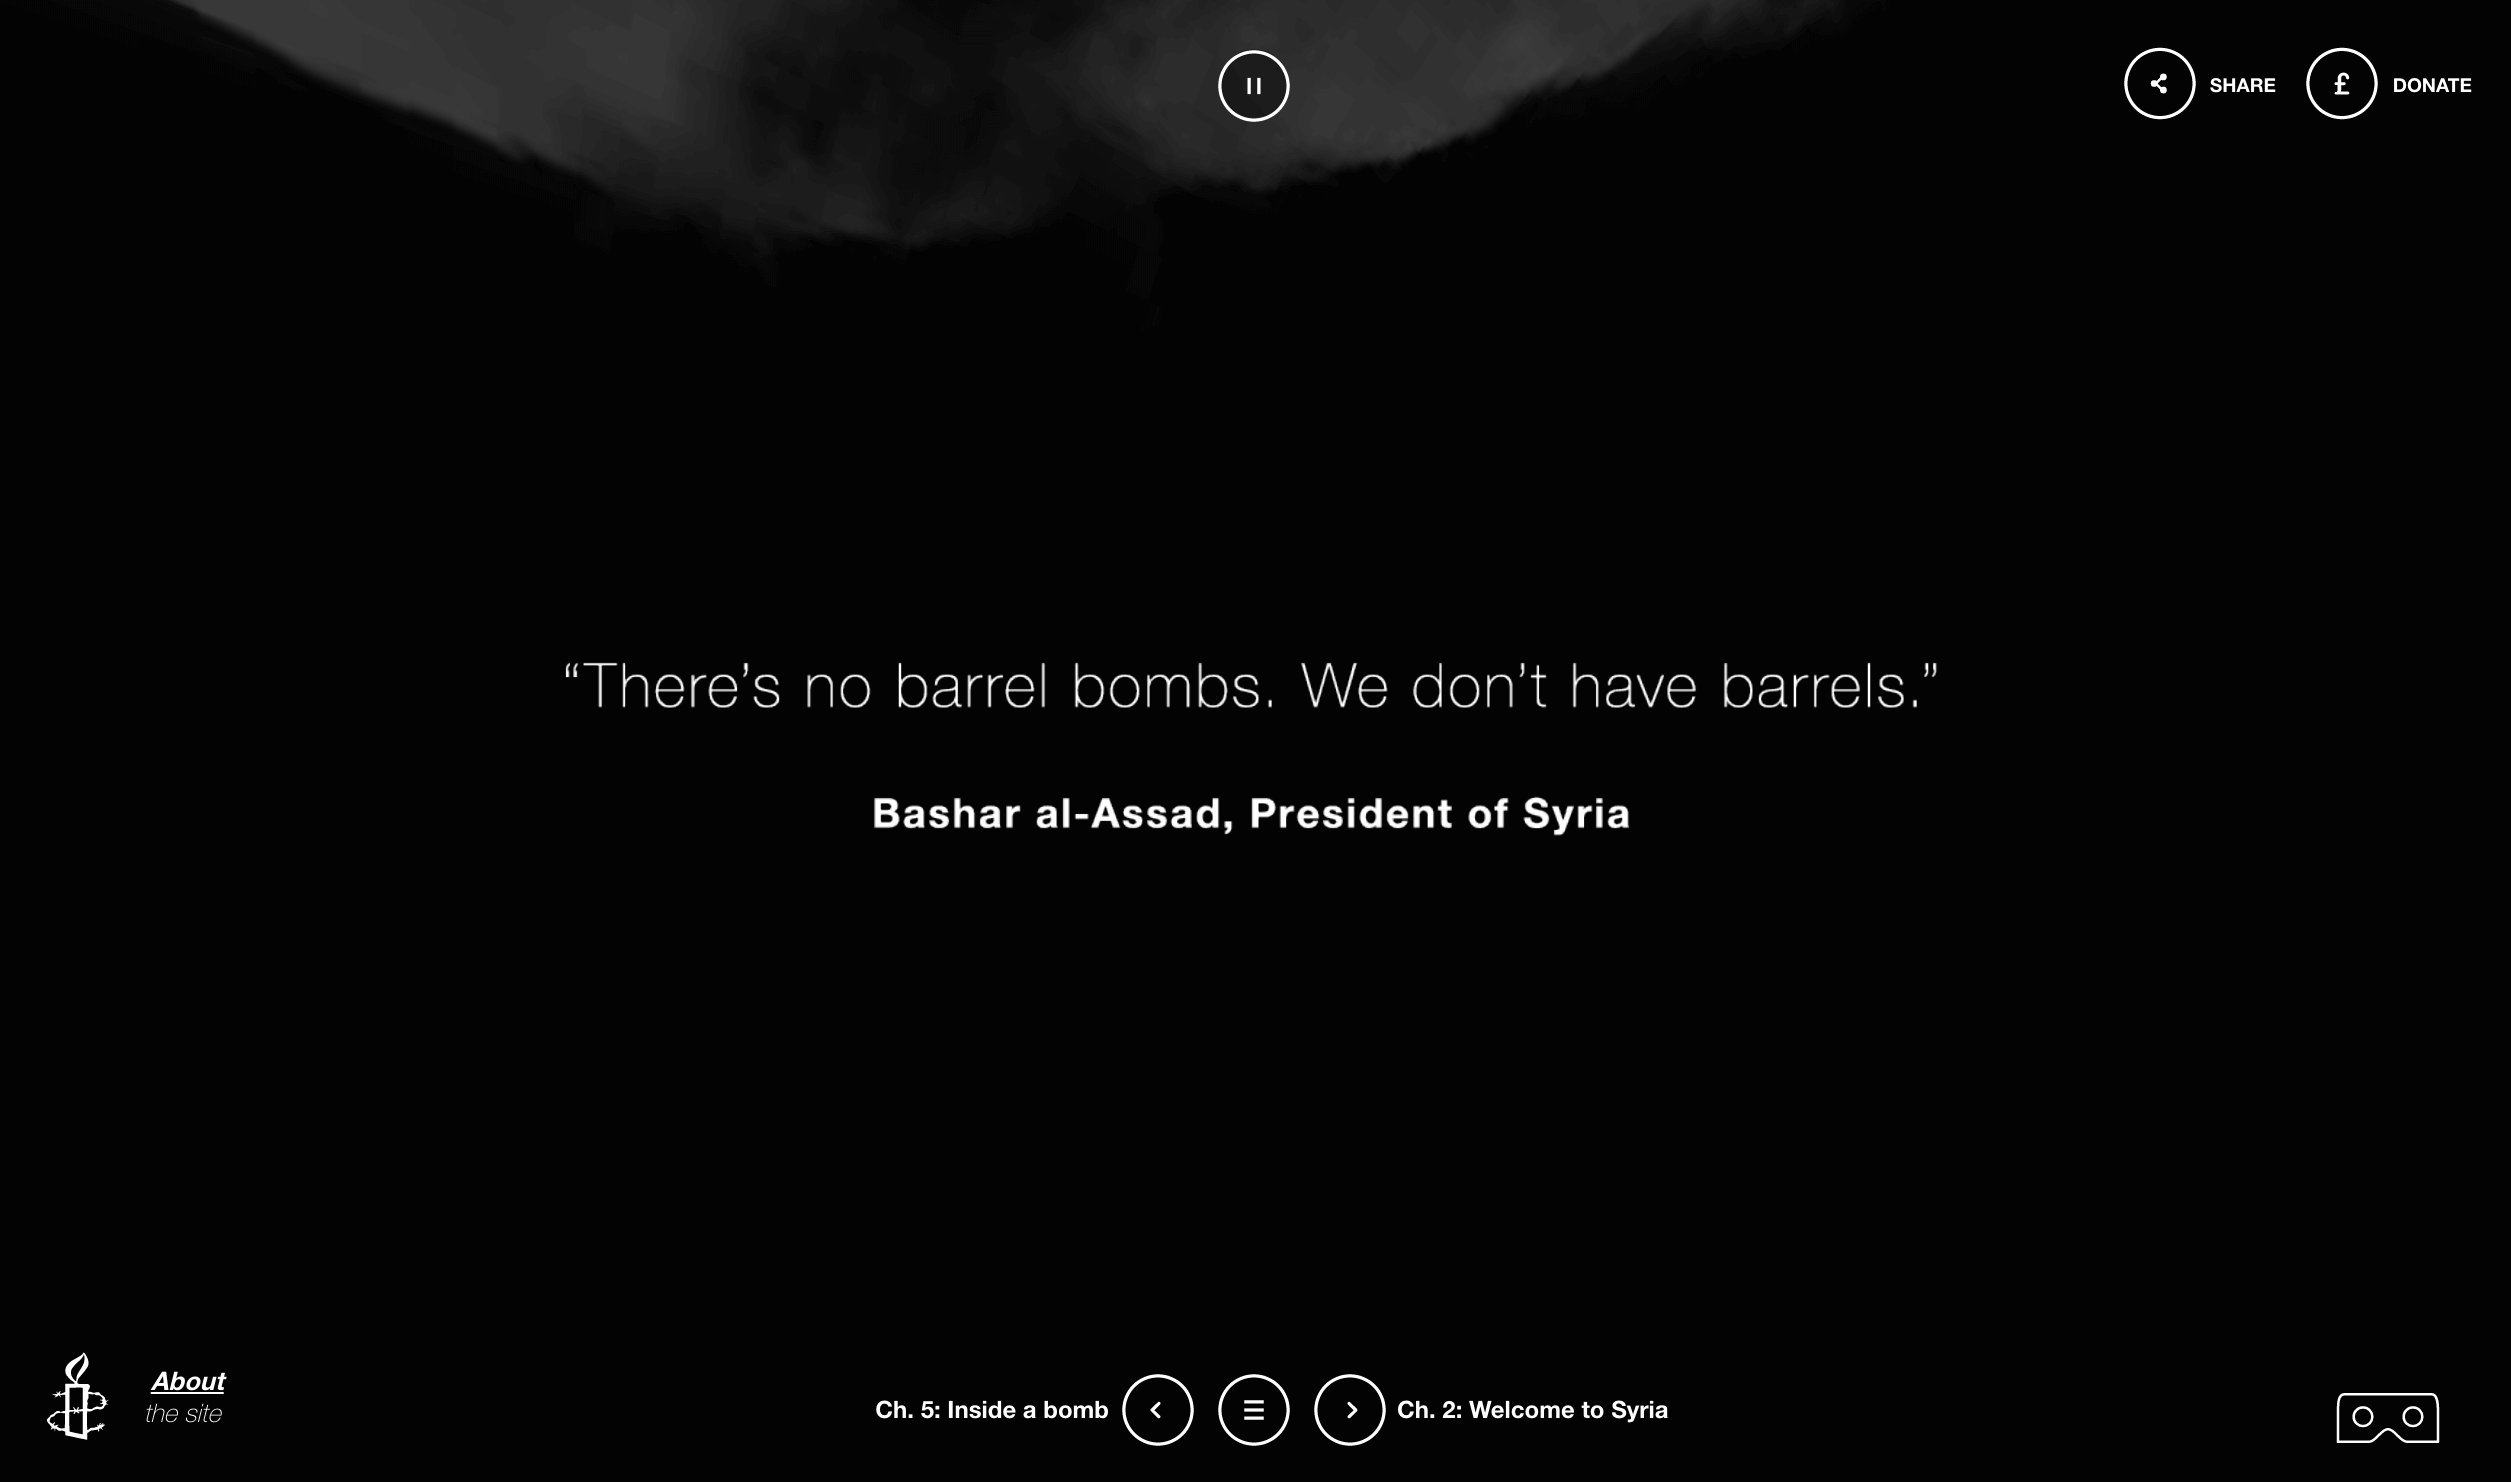 SHARE
£ DONATE
“There’s no barrel bombs. We don’t have barrels.”
Bashar al-Assad, President of Syria
About
the site
Ch. 5: Inside a bomb
Ch. 2: Welcome to Syria